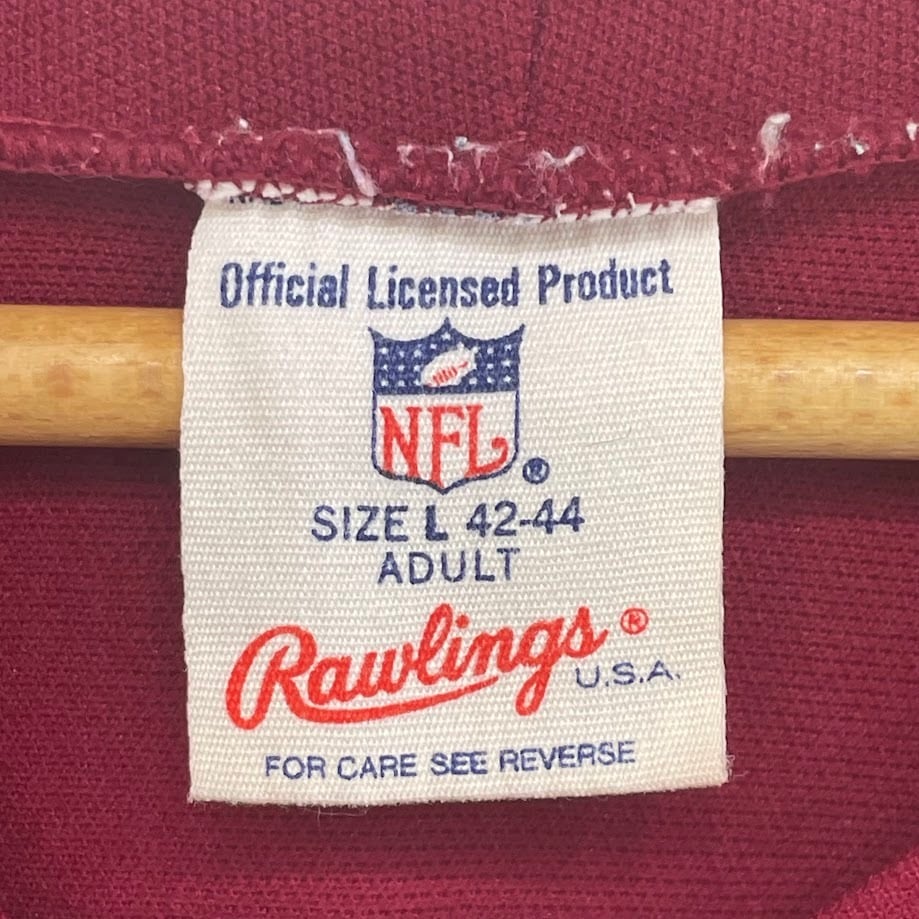 Official Licensed Product
NFL ®
SIZE L 42-44
ADULT
Rawlings ®
U.S.A.
FOR CARE SEE REVERSE